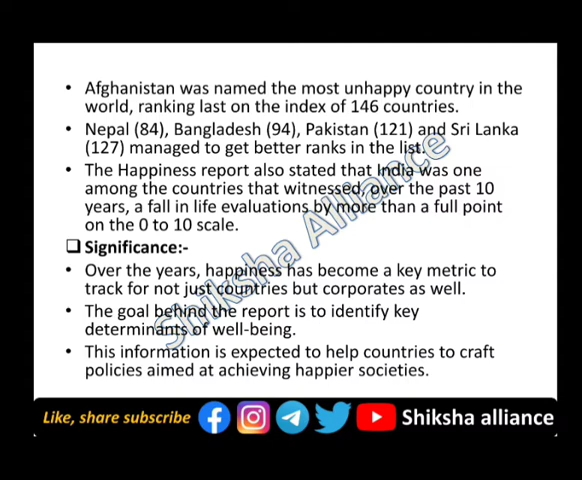 • Afghanistan was named the most unhappy country in the
world, ranking last on the index of 146 countries.
• Nepal (84), Bangladesh (94), Pakistan (121) and Sri Lanka
(127) managed to get better ranks in the list.
• The Happiness report also stated that India was one
among the countries that witnessed, over the past 10
years, a fall in life evaluations by more than a full point
on the 0 to 10 scale.
❑ Significance:-
• Over the years, happiness has become a key metric to
track for not just countries but corporates as well.
• The goal behind the report is to identify key
determinants of well-being.
• This information is expected to help countries to craft
policies aimed at achieving happier societies.
Shiksha Alliance
Like, share subscribe Shiksha alliance